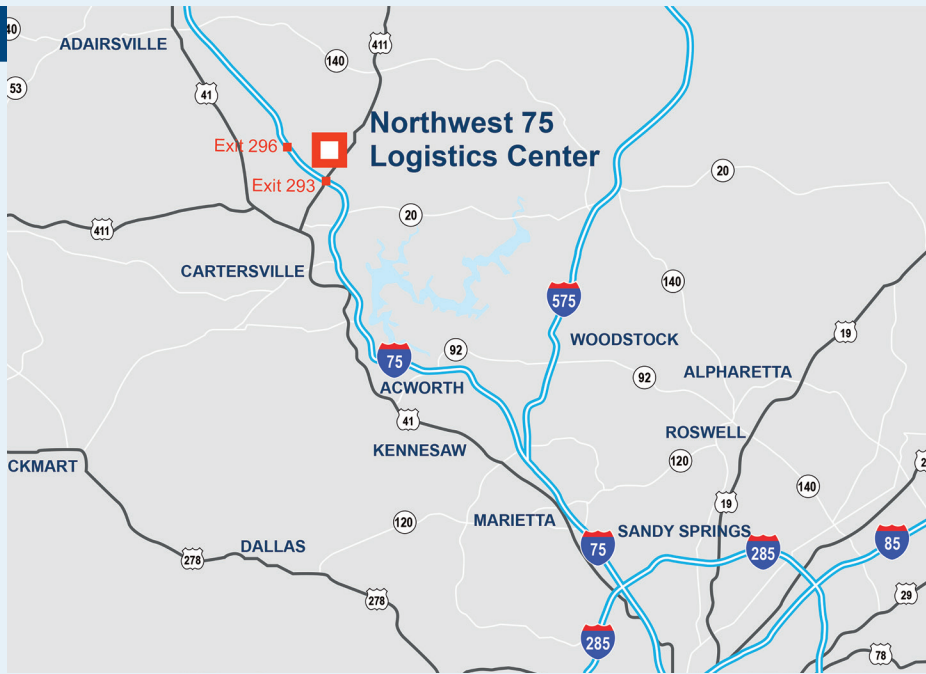 40
ADAIRSVILLE
411
140
53
41
Northwest 75
Logistics Center
Exit 296
Exit 293
20
20
411
CARTERSVILLE
140
575
19
WOODSTOCK
92
75
ALPHARETTA
92
ACWORTH
41
ROSWELL
KENNESAW
120
CKMART
140
19
120
MARIETTA
SANDY SPRINGS
75
285
85
DALLAS
278
278
29
285
78